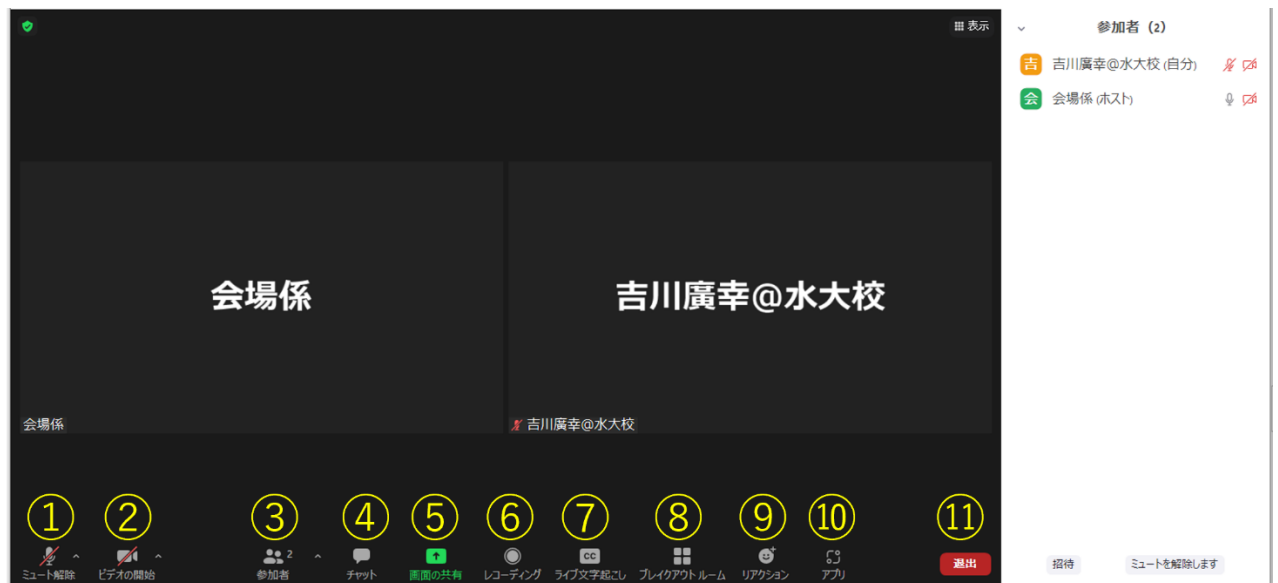 表示
会場係
吉川廣幸@水大校
会場係
吉川廣幸@水大校
① ② ③ ④ ⑤ ⑥ ⑦ ⑧ ⑨ ⑩ ⑪
2
CC
ミュート解除 ビデオの開始 参加者 チャット 画面の共有 レコーディング ライブ文字起こし ブレイクアウト ルーム リアクション アプリ 退出
参加者 (2)
吉 吉川廣幸@水大校 (自分)
会 会場係 (ホスト)
招待 ミュートを解除します